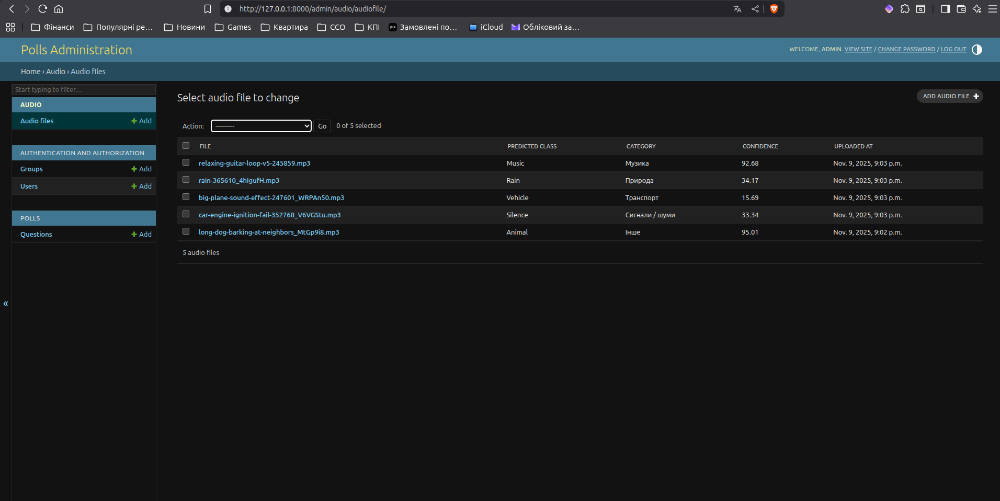 http://127.0.0.1:8000/admin/audio/audiofile/
Фінанси Популярні ре... Новини Games Квартира ССО КПІ Дія Замовлені по... iCloud Обліковий за...
Polls Administration
WELCOME, ADMIN. VIEW SITE / CHANGE PASSWORD / LOG OUT
Home › Audio › Audio files
Start typing to filter...
AUDIO
Audio files + Add
AUTHENTICATION AND AUTHORIZATION
Groups + Add
Users + Add
POLLS
Questions + Add
«
Select audio file to change
ADD AUDIO FILE +
Action: --------- Go 0 of 5 selected
FILE PREDICTED CLASS CATEGORY CONFIDENCE UPLOADED AT
relaxing-guitar-loop-v5-245859.mp3 Music Музика 92.68 Nov. 9, 2025, 9:03 p.m.
rain-365610_4hIgufH.mp3 Rain Природа 34.17 Nov. 9, 2025, 9:03 p.m.
big-plane-sound-effect-247601_WRPAn50.mp3 Vehicle Транспорт 15.69 Nov. 9, 2025, 9:03 p.m.
car-engine-ignition-fail-352768_V6VGStu.mp3 Silence Сигнали / шуми 33.34 Nov. 9, 2025, 9:03 p.m.
long-dog-barking-at-neighbors_MtGp9i8.mp3 Animal Інше 95.01 Nov. 9, 2025, 9:02 p.m.
5 audio files